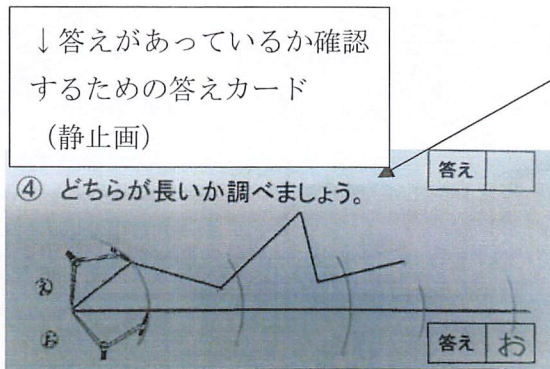 ↓答えがあっているか確認
するための答えカード
（静止画）
答え
④ どちらが長いか調べましょう。
え
お
答え お